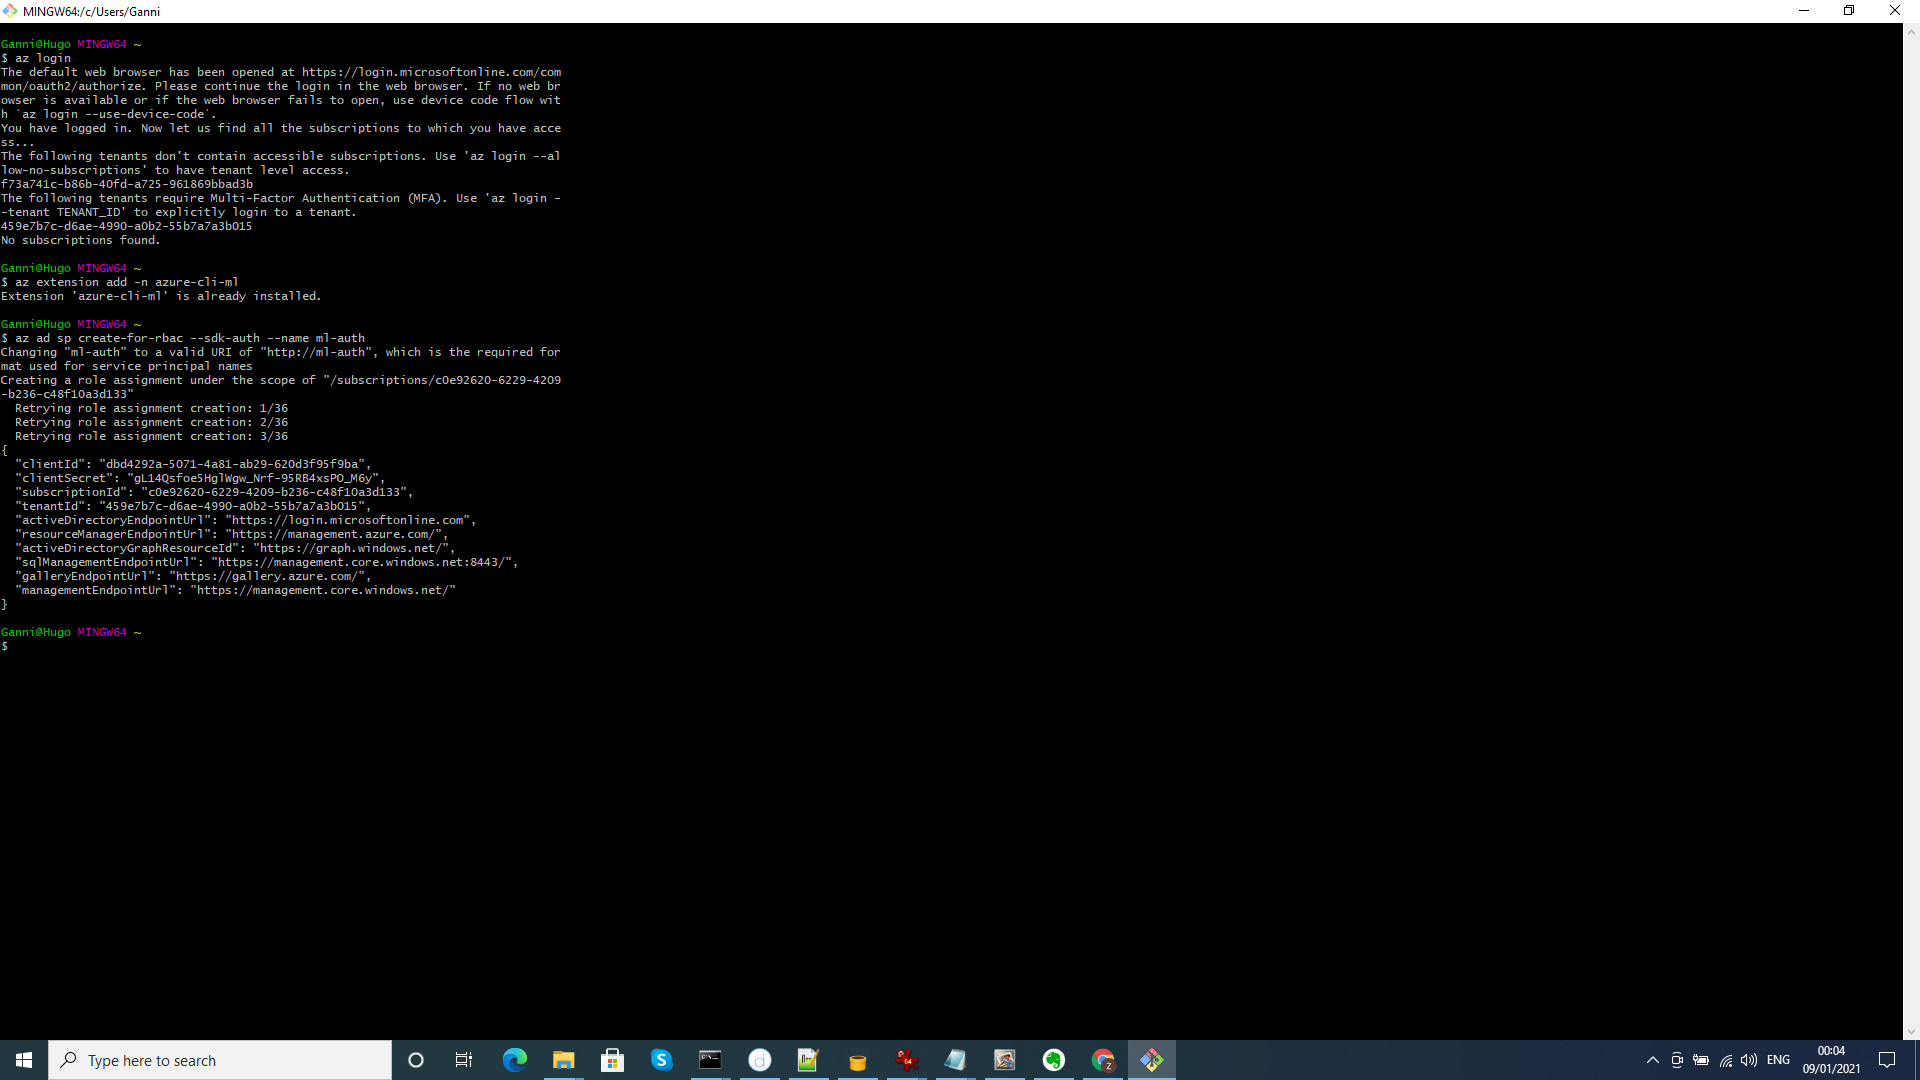 MINGW64:/c/Users/Ganni
Ganni@Hugo MINGW64 ~
$ az login
The default web browser has been opened at https://login.microsoftonline.com/com
mon/oauth2/authorize. Please continue the login in the web browser. If no web br
owser is available or if the web browser fails to open, use device code flow wit
h `az login --use-device-code`.
You have logged in. Now let us find all the subscriptions to which you have acce
ss...
The following tenants don't contain accessible subscriptions. Use 'az login --al
low-no-subscriptions' to have tenant level access.
f73a741c-b86b-40fd-a725-961869bbad3b
The following tenants require Multi-Factor Authentication (MFA). Use 'az login -
-tenant TENANT_ID' to explicitly login to a tenant.
459e7b7c-d6ae-4990-a0b2-55b7a7a3b015
No subscriptions found.
Ganni@Hugo MINGW64 ~
$ az extension add -n azure-cli-ml
Extension 'azure-cli-ml' is already installed.
Ganni@Hugo MINGW64 ~
$ az ad sp create-for-rbac --sdk-auth --name ml-auth
Changing "ml-auth" to a valid URI of "http://ml-auth", which is the required for
mat used for service principal names
Creating a role assignment under the scope of "/subscriptions/c0e92620-6229-4209
-b236-c48f10a3d133"
  Retrying role assignment creation: 1/36
  Retrying role assignment creation: 2/36
  Retrying role assignment creation: 3/36
{
  "clientId": "dbd4292a-5071-4a81-ab29-620d3f95f9ba",
  "clientSecret": "gL14Qsfoe5HglWgw_Nrf-95RB4xsPO_M6y",
  "subscriptionId": "c0e92620-6229-4209-b236-c48f10a3d133",
  "tenantId": "459e7b7c-d6ae-4990-a0b2-55b7a7a3b015",
  "activeDirectoryEndpointUrl": "https://login.microsoftonline.com",
  "resourceManagerEndpointUrl": "https://management.azure.com/",
  "activeDirectoryGraphResourceId": "https://graph.windows.net/",
  "sqlManagementEndpointUrl": "https://management.core.windows.net:8443/",
  "galleryEndpointUrl": "https://gallery.azure.com/",
  "managementEndpointUrl": "https://management.core.windows.net/"
}
Ganni@Hugo MINGW64 ~
$
Type here to search
ENG
00:04
09/01/2021